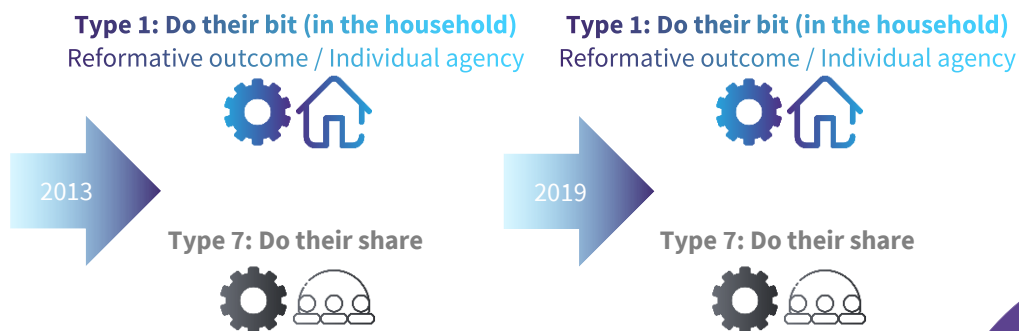 Type 1: Do their bit (in the household)
Reformative outcome / Individual agency
2013
Type 7: Do their share
Type 1: Do their bit (in the household)
Reformative outcome / Individual agency
2019
Type 7: Do their share